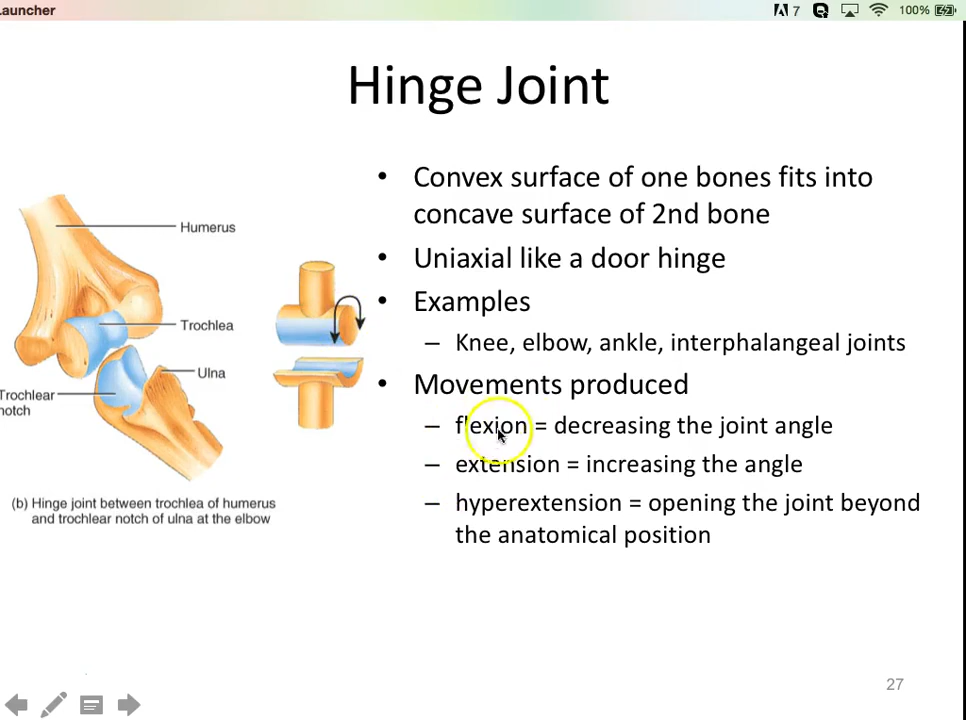 Launcher
7
100%
Hinge Joint
• Convex surface of one bones fits into
concave surface of 2nd bone
• Uniaxial like a door hinge
• Examples
– Knee, elbow, ankle, interphalangeal joints
• Movements produced
– flexion = decreasing the joint angle
– extension = increasing the angle
– hyperextension = opening the joint beyond
the anatomical position
Humerus
Trochlea
Ulna
Trochlear
notch
(b) Hinge joint between trochlea of humerus
and trochlear notch of ulna at the elbow
27